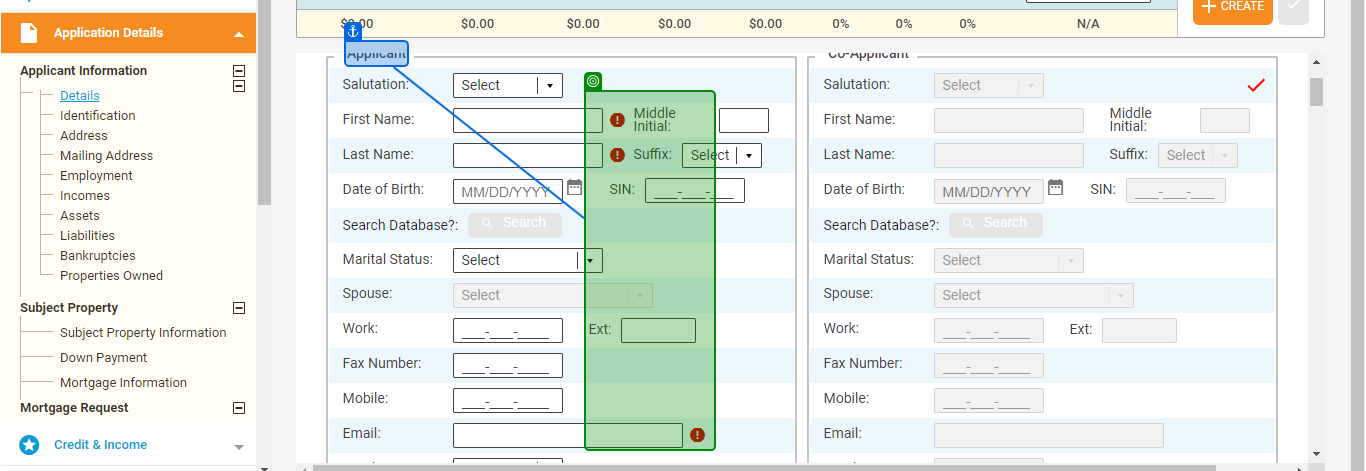 $0.00 $0.00 $0.00 $0.00 $0.00 0% 0% 0% N/A
CREATE
Application Details
Applicant Information
Details
Identification
Address
Mailing Address
Employment
Incomes
Assets
Liabilities
Bankruptcies
Properties Owned
Subject Property
Subject Property Information
Down Payment
Mortgage Information
Mortgage Request
Credit & Income
Applicant
Salutation: Select
First Name: Middle Initial:
Last Name: Suffix: Select
Date of Birth: MM/DD/YYYY SIN: ___-___-___
Search Database?: Search
Marital Status: Select
Spouse: Select
Work: ___-___-____ Ext:
Fax Number: ___-___-____
Mobile: ___-___-____
Email:
Co-Applicant
Salutation: Select
First Name: Middle Initial:
Last Name: Suffix: Select
Date of Birth: MM/DD/YYYY SIN: ___-___-___
Search Database?: Search
Marital Status: Select
Spouse: Select
Work: ___-___-____ Ext:
Fax Number: ___-___-____
Mobile: ___-___-____
Email: